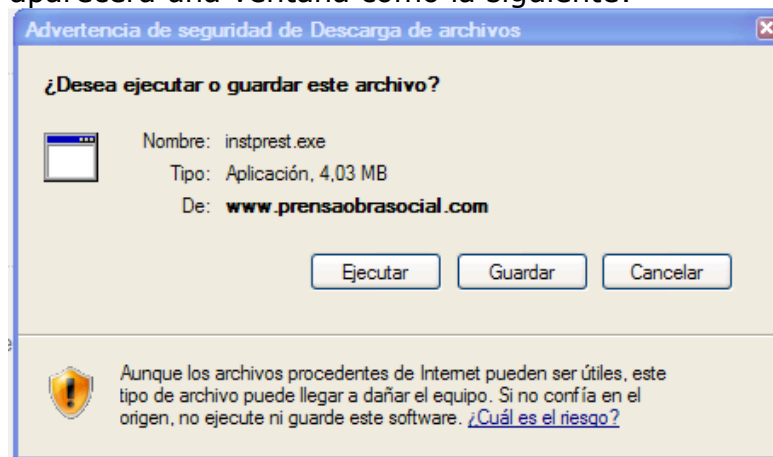 aparecerá una ventana como la siguiente:
Advertencia de seguridad de Descarga de archivos
¿Desea ejecutar o guardar este archivo?
Nombre: instprest.exe
Tipo: Aplicación, 4,03 MB
De: www.prensaobrasocial.com
Ejecutar Guardar Cancelar
Aunque los archivos procedentes de Internet pueden ser útiles, este
tipo de archivo puede llegar a dañar el equipo. Si no confía en el
origen, no ejecute ni guarde este software. ¿Cuál es el riesgo?